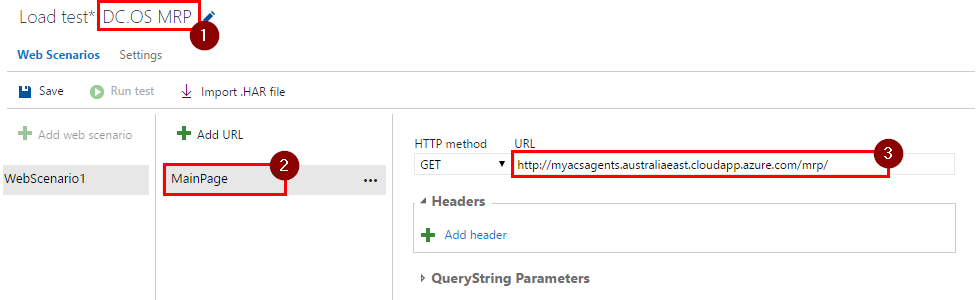 Load test* DC.OS MRP
1
Web Scenarios Settings
Save Run test Import .HAR file
Add web scenario Add URL
HTTP method URL
2
3
WebScenario1 MainPage ... GET http://myacsagents.australiaeast.cloudapp.azure.com/mrp/
Headers
Add header
QueryString Parameters